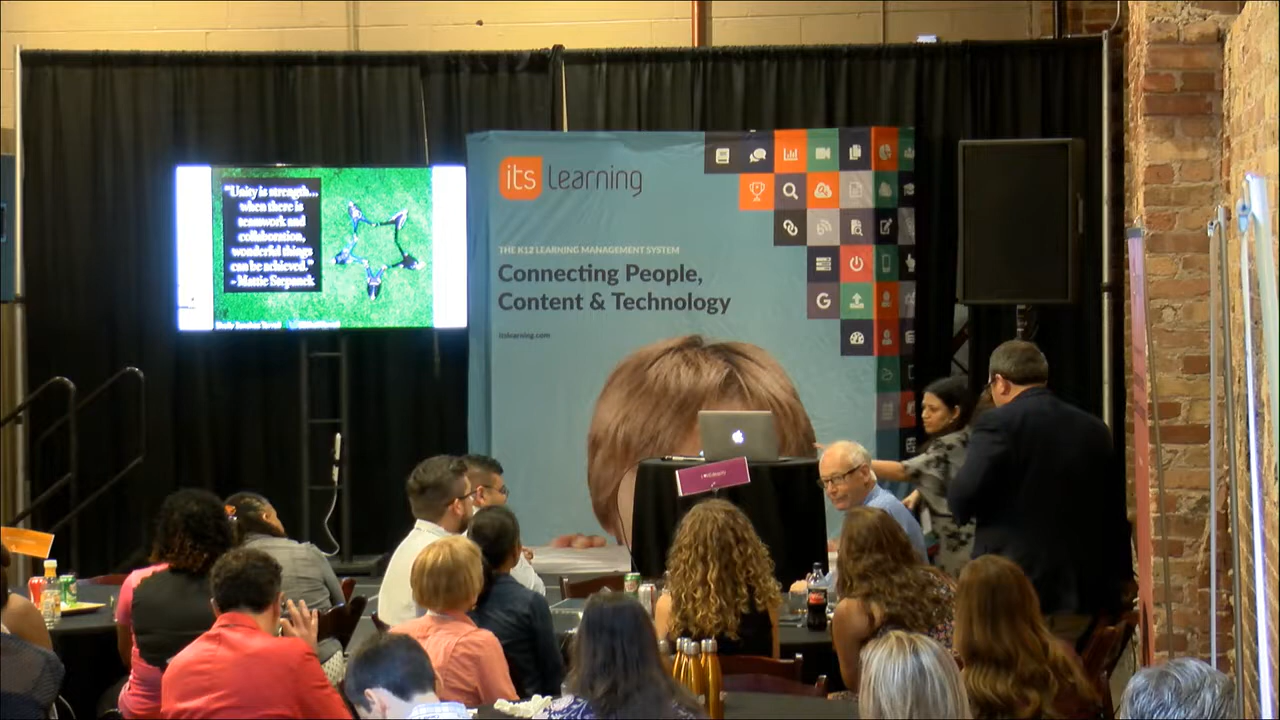 "Unity is strength...
when there is
teamwork and
collaboration,
wonderful things
can be achieved."
- Mattie Stepanek
its Learning
THE K12 LEARNING MANAGEMENT SYSTEM
Connecting People,
Content & Technology
itslearning.com
G